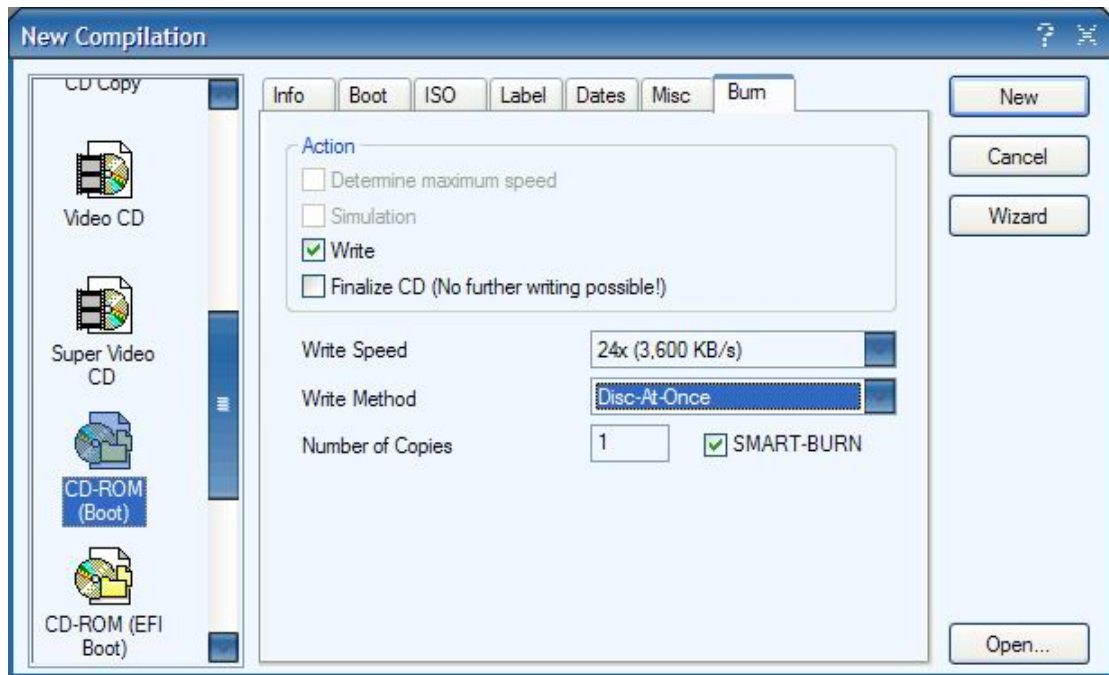 New Compilation
CD Copy
Video CD
Super Video
CD
CD-ROM
(Boot)
CD-ROM (EFI
Boot)
Info Boot ISO Label Dates Misc Burn
Action
Determine maximum speed
Simulation
Write
Finalize CD (No further writing possible!)
Write Speed 24x (3,600 KB/s)
Write Method Disc-At-Once
Number of Copies 1 SMART-BURN
New
Cancel
Wizard
Open...